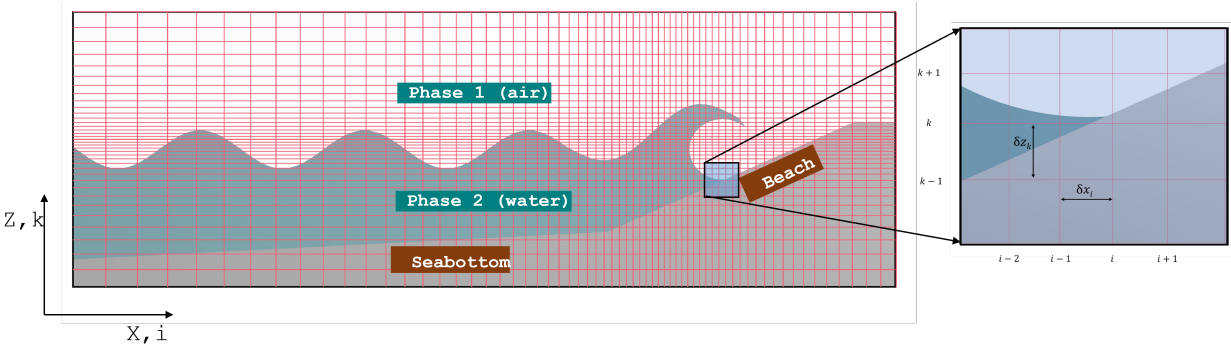 Phase 1 (air)
Phase 2 (water)
Beach
Seabottom
Z,k
X,i
k + 1
k
k − 1
δz_k
δx_i
i − 2
i − 1
i
i + 1